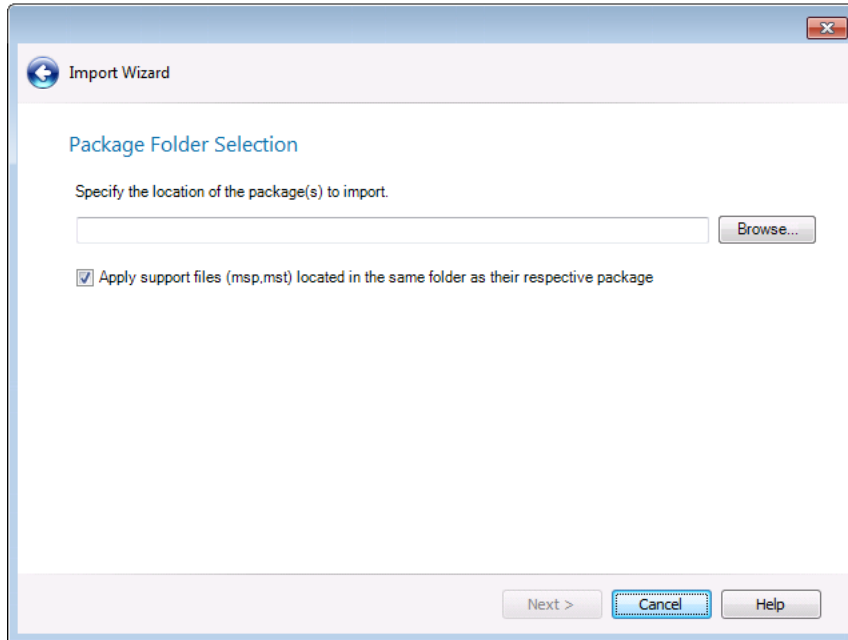 Import Wizard
Package Folder Selection
Specify the location of the package(s) to import.
Browse...
Apply support files (msp,mst) located in the same folder as their respective package
Next >
Cancel
Help